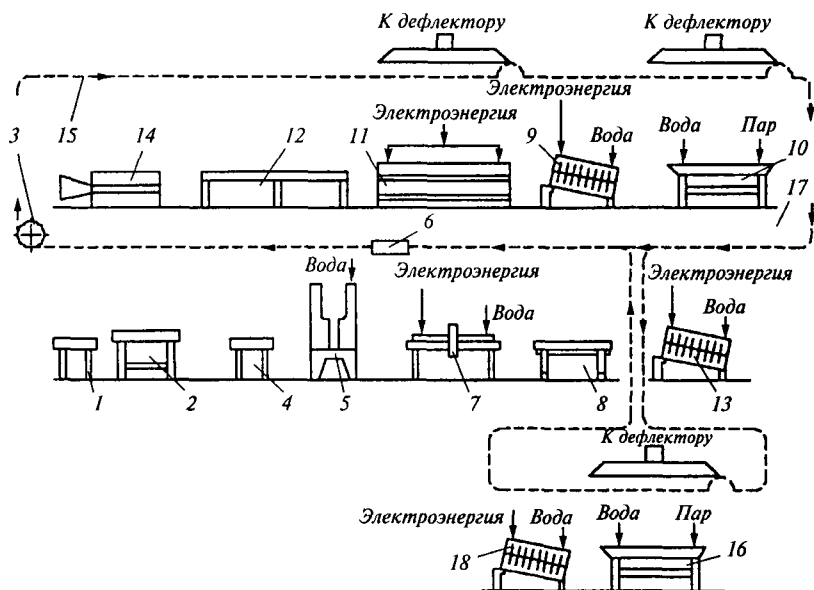 К дефлектору К дефлектору
Электроэнергия
15 Электроэнергия
3 14 12 11 9 Вода Вода Пар
10
17
6
Вода Электроэнергия Электроэнергия
Вода Вода
1 2 4 5 7 8 13
К дефлектору
Электроэнергия Вода Вода Пар
18 16